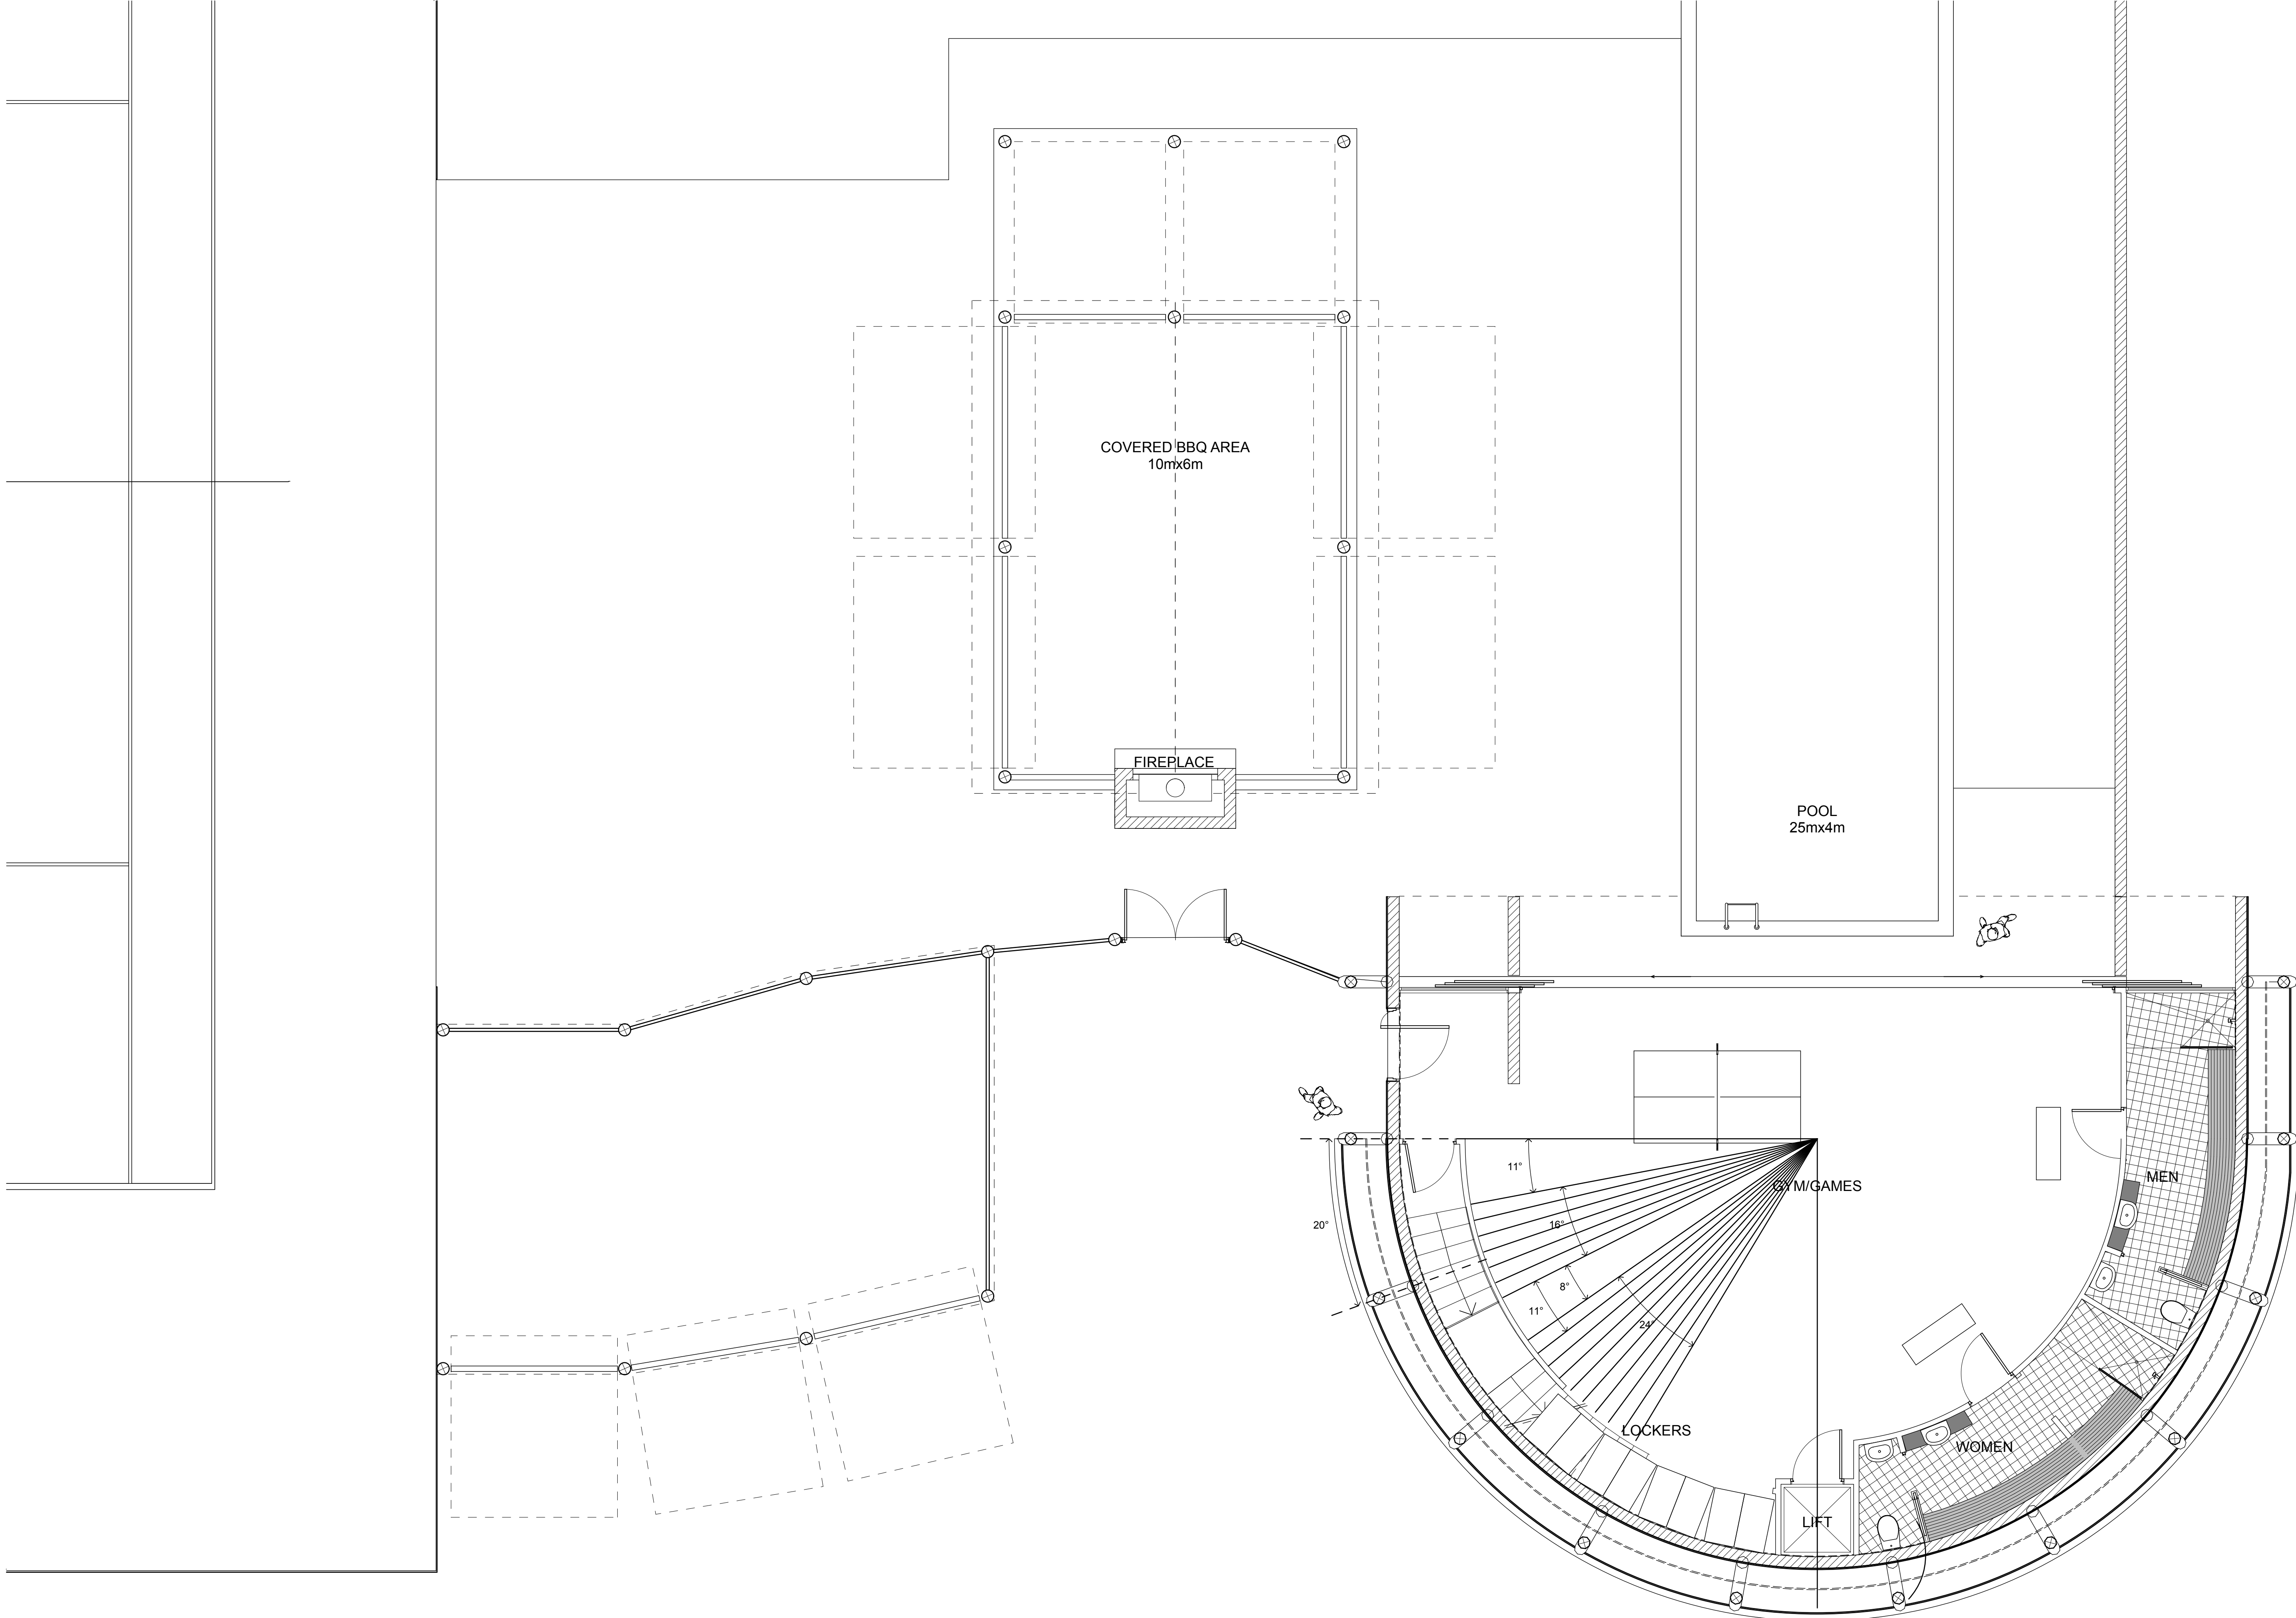 COVERED BBQ AREA
10mx6m
FIREPLACE
POOL
25mx4m
11°
MEN
GYM/GAMES
20°
16°
8°
11°
24°
LOCKERS
WOMEN
LIFT